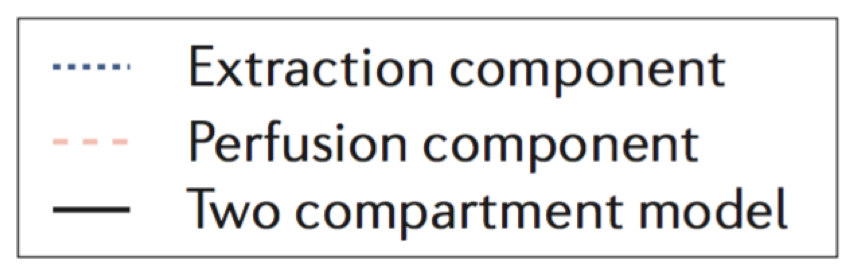 Extraction component
Perfusion component
Two compartment model